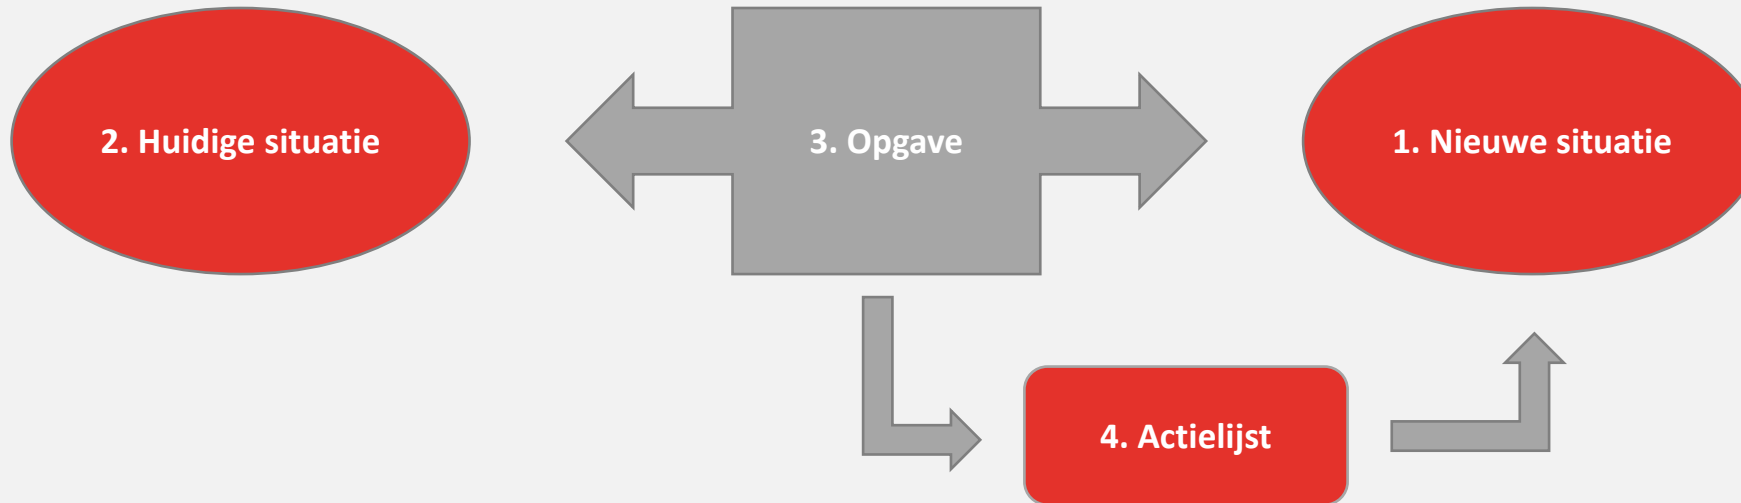 2. Huidige situatie
3. Opgave
1. Nieuwe situatie
4. Actielijst